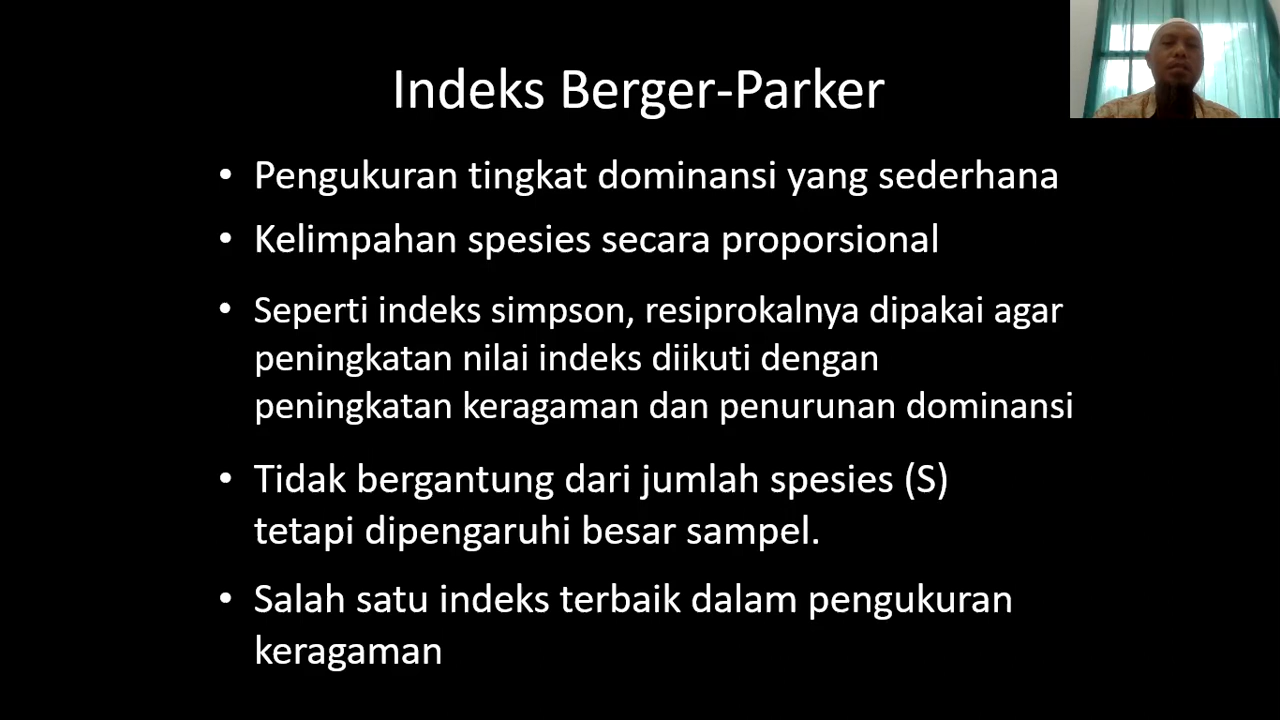 Indeks Berger-Parker
• Pengukuran tingkat dominansi yang sederhana
• Kelimpahan spesies secara proporsional
• Seperti indeks simpson, resiprokalnya dipakai agar
peningkatan nilai indeks diikuti dengan
peningkatan keragaman dan penurunan dominansi
• Tidak bergantung dari jumlah spesies (S)
tetapi dipengaruhi besar sampel.
• Salah satu indeks terbaik dalam pengukuran
keragaman